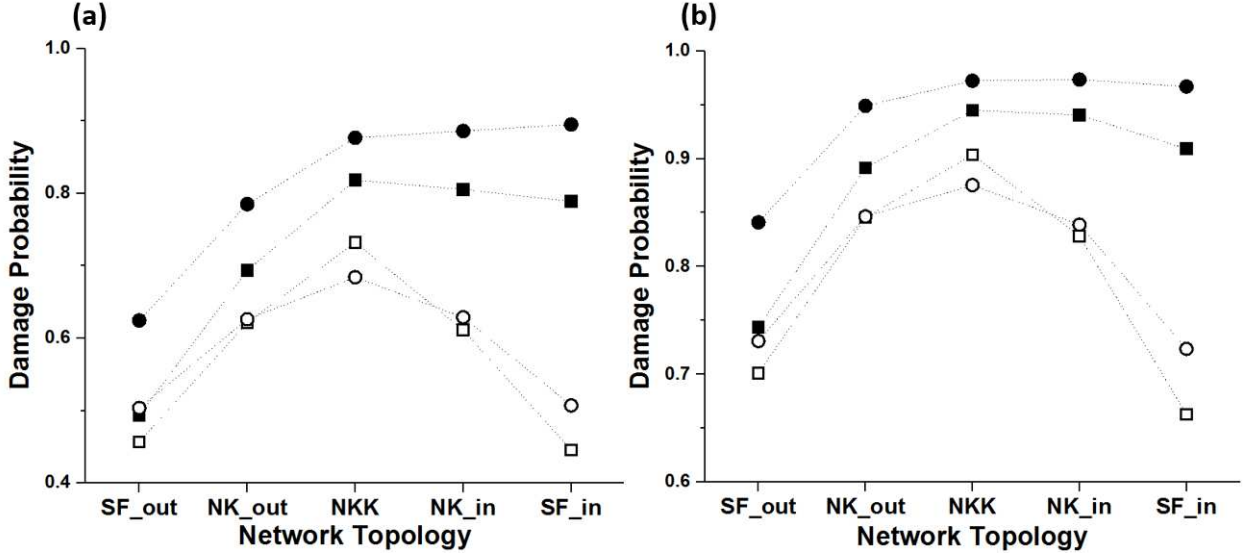 (a)
1.0
0.8
0.6
0.4
Damage Probability
SF_out NK_out NKK NK_in SF_in
Network Topology
(b)
1.0
0.9
0.8
0.7
0.6
Damage Probability
SF_out NK_out NKK NK_in SF_in
Network Topology